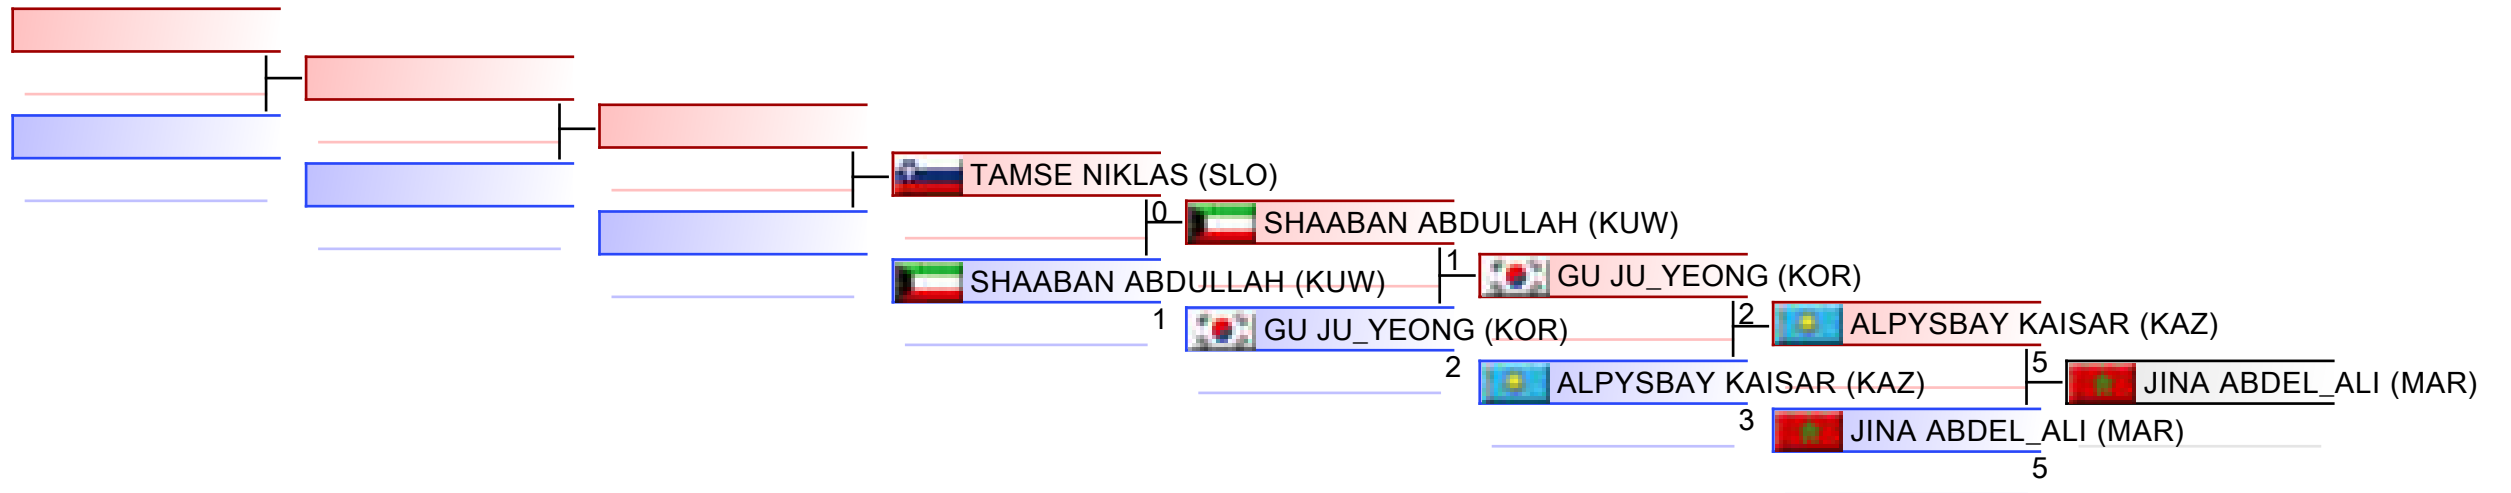 TAMSE NIKLAS (SLO)
0
SHAABAN ABDULLAH (KUW)
SHAABAN ABDULLAH (KUW)
1
1
GU JU_YEONG (KOR)
GU JU_YEONG (KOR)
2
2
ALPYSBAY KAISAR (KAZ)
ALPYSBAY KAISAR (KAZ)
3
5
JINA ABDEL_ALI (MAR)
JINA ABDEL_ALI (MAR)
5